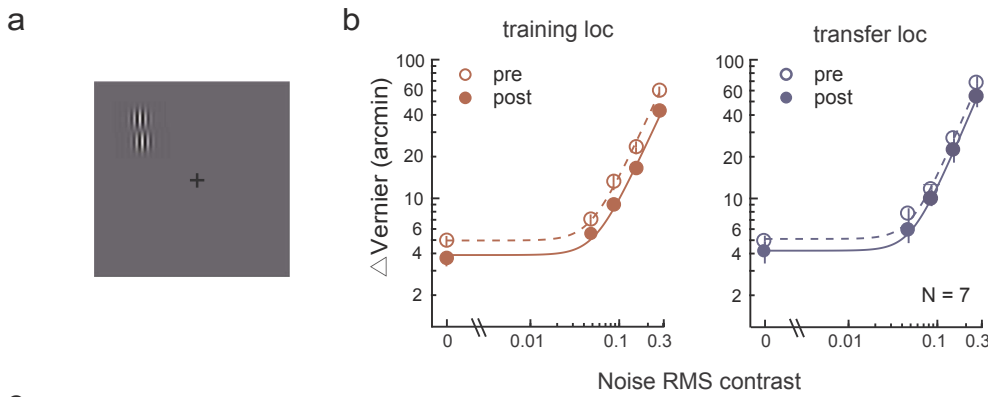 a
b
training loc
transfer loc
△Vernier (arcmin)
100
60
40
20
10
6
4
2
pre
post
0
0.01
0.1
0.3
100
60
40
20
10
6
4
2
pre
post
N = 7
0
0.01
0.1
0.3
Noise RMS contrast